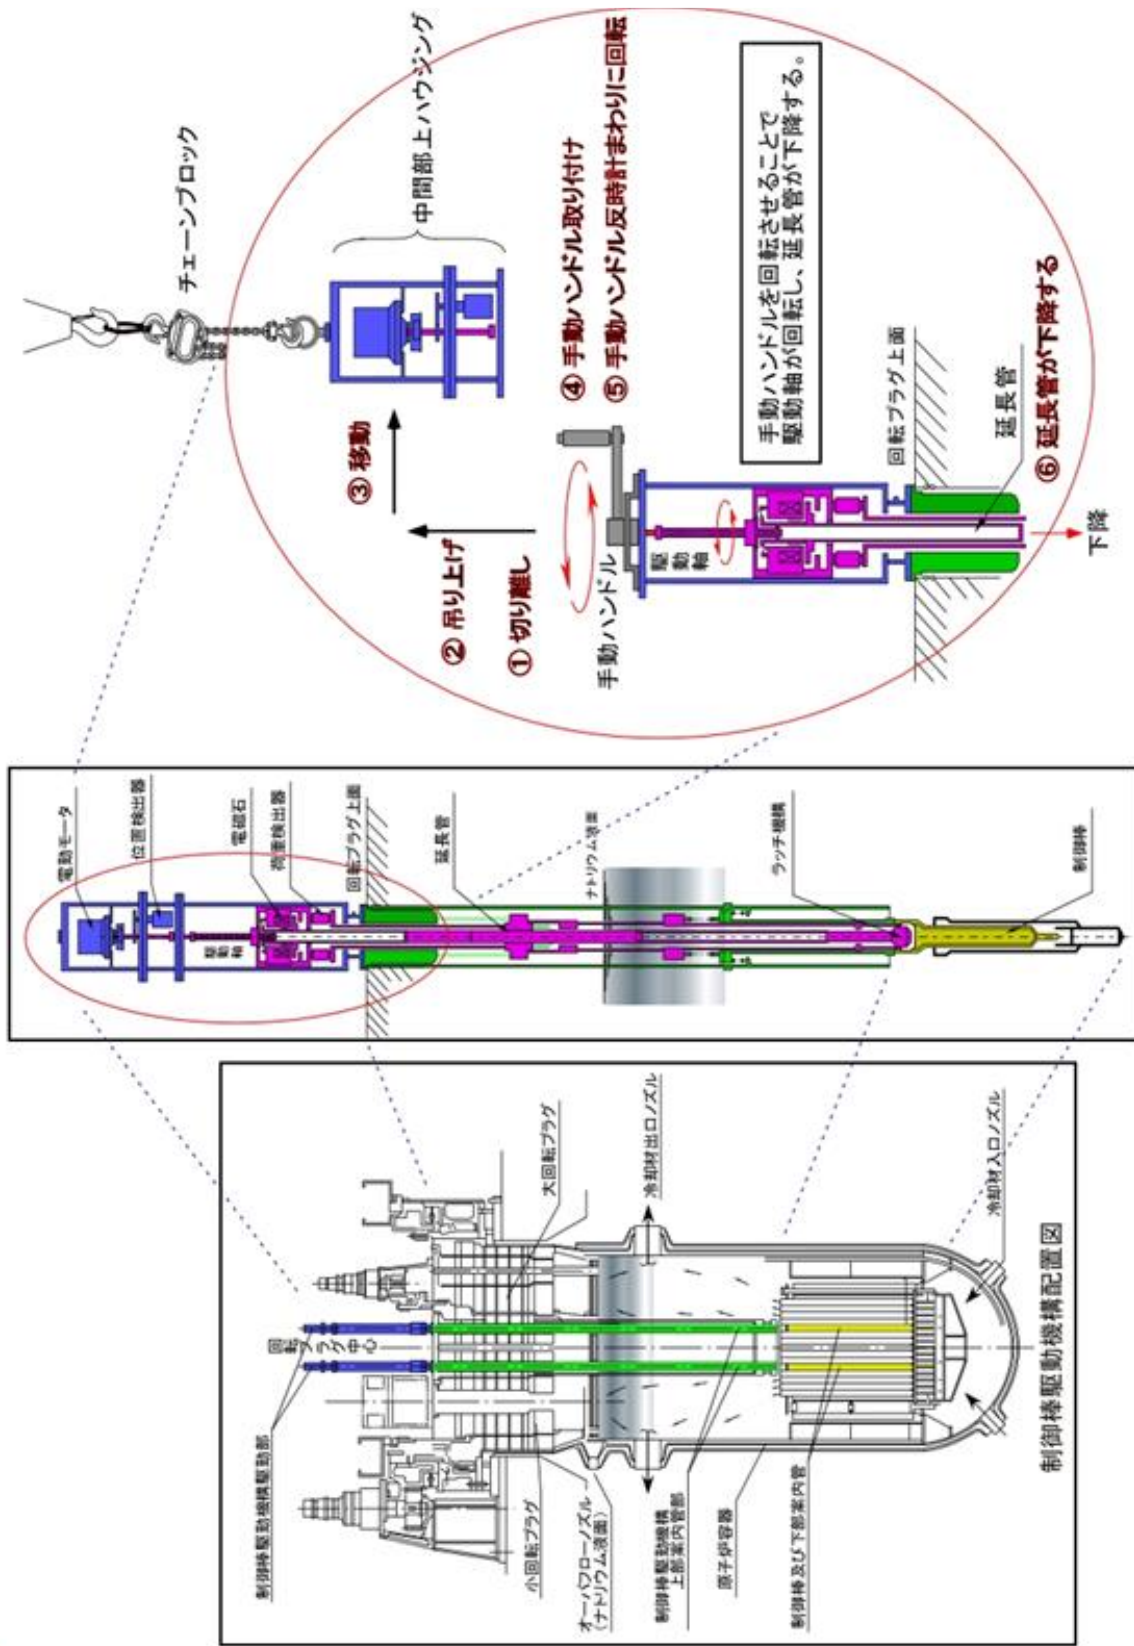 制御棒駆動機構駆動部
回転プラグ中心
小回転プラグ
大回転プラグ
オーバフローノズル
(ナトリウム液面)
冷却材出口ノズル
制御棒駆動機構
上部案内管部
原子炉容器
制御棒及び下部案内管
冷却材入口ノズル
制御棒駆動機構配置図
電動モータ
位置検出器
駆動軸
電磁石
荷重検出器
回転プラグ上面
延長管
ナトリウム液面
ラッチ機構
制御棒
チェーンブロック
中間部上ハウジング
③ 移動
② 吊り上げ
① 切り離し
④ 手動ハンドル取り付け
⑤ 手動ハンドル反時計まわりに回転
手動ハンドル
駆動軸
手動ハンドルを回転させることで
駆動軸が回転し、延長管が下降する。
回転プラグ上面
延長管
⑥ 延長管が下降する
下降